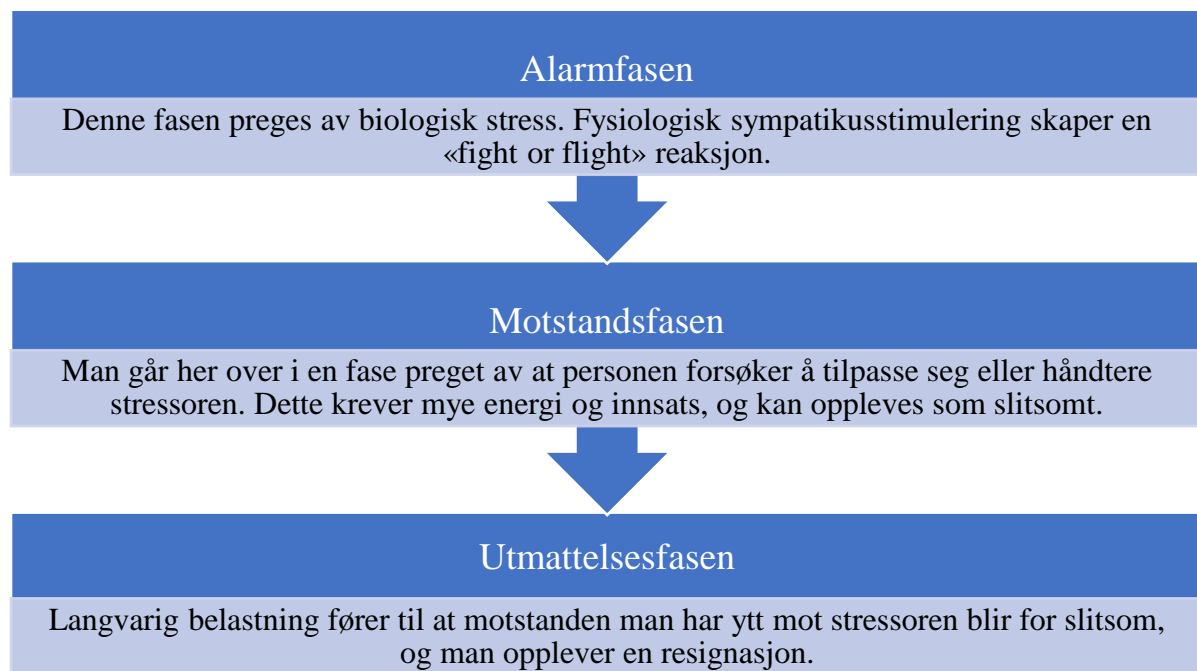 Alarmfasen
Denne fasen preges av biologisk stress. Fysiologisk sympatikusstimulering skaper en
«fight or flight» reaksjon.
Motstandsfasen
Man går her over i en fase preget av at personen forsøker å tilpasse seg eller håndtere
stressoren. Dette krever mye energi og innsats, og kan oppleves som slitsomt.
Utmattelsesfasen
Langvarig belastning fører til at motstanden man har ytt mot stressoren blir for slitsom,
og man opplever en resignasjon.